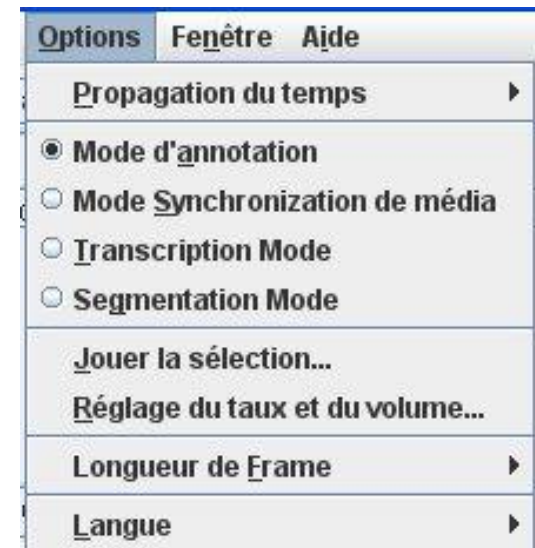 Options Fenêtre Aide
Propagation du temps
Mode d'annotation
Mode Synchronization de média
Transcription Mode
Segmentation Mode
Jouer la sélection...
Réglage du taux et du volume...
Longueur de Frame
Langue